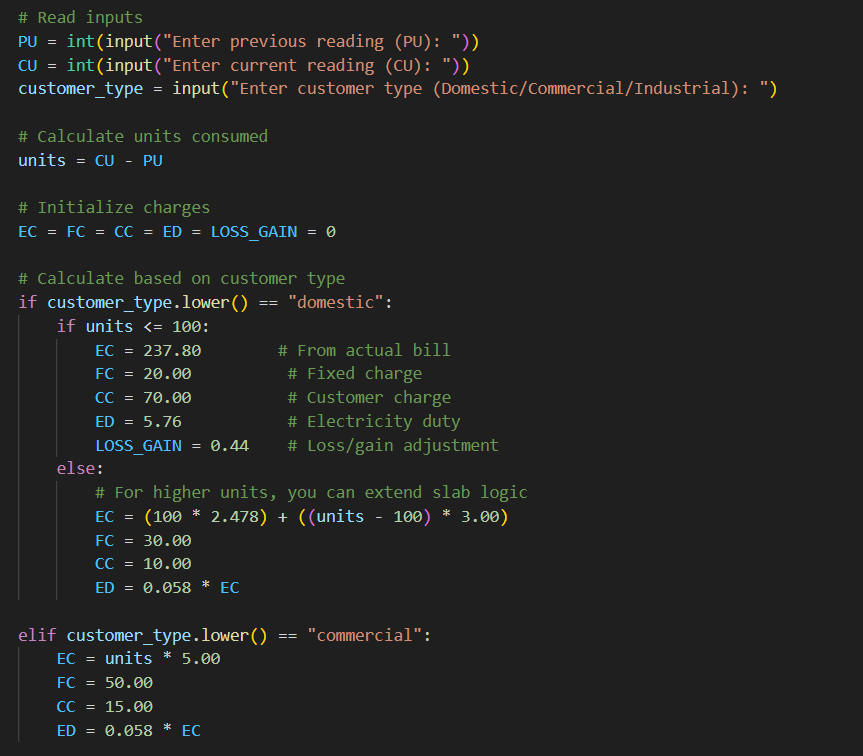 # Read inputs
PU = int(input("Enter previous reading (PU): "))
CU = int(input("Enter current reading (CU): "))
customer_type = input("Enter customer type (Domestic/Commercial/Industrial): ")

# Calculate units consumed
units = CU - PU

# Initialize charges
EC = FC = CC = ED = LOSS_GAIN = 0

# Calculate based on customer type
if customer_type.lower() == "domestic":
    if units <= 100:
        EC = 237.80        # From actual bill
        FC = 20.00          # Fixed charge
        CC = 70.00          # Customer charge
        ED = 5.76           # Electricity duty
        LOSS_GAIN = 0.44    # Loss/gain adjustment
    else:
        # For higher units, you can extend slab logic
        EC = (100 * 2.478) + ((units - 100) * 3.00)
        FC = 30.00
        CC = 10.00
        ED = 0.058 * EC

elif customer_type.lower() == "commercial":
    EC = units * 5.00
    FC = 50.00
    CC = 15.00
    ED = 0.058 * EC